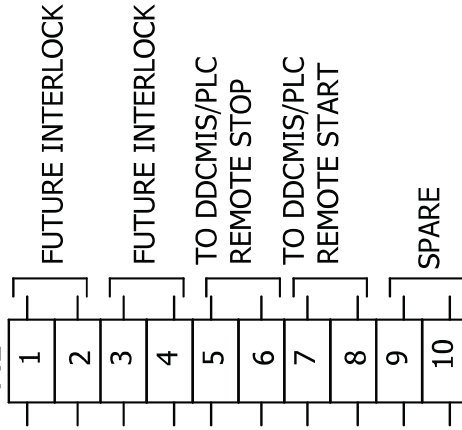 FUTURE INTERLOCK
FUTURE INTERLOCK
TO DDCMIS/PLC
REMOTE STOP
TO DDCMIS/PLC
REMOTE START
SPARE
1
2
3
4
5
6
7
8
9
10